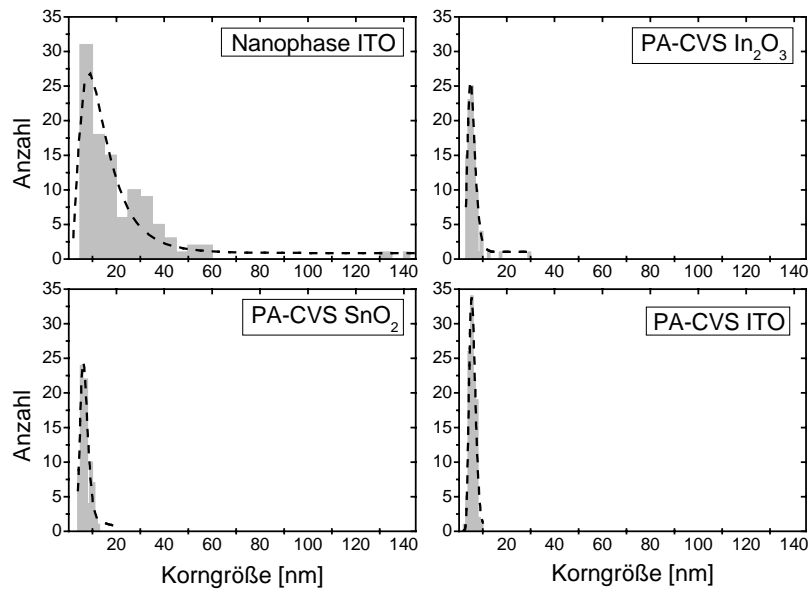 Nanophase ITO
35
30
25
20
15
10
5
0
20 40 60 80 100 120 140
Anzahl
PA-CVS In₂O₃
35
30
25
20
15
10
5
0
20 40 60 80 100 120 140
PA-CVS SnO₂
35
30
25
20
15
10
5
0
20 40 60 80 100 120 140
Anzahl
Korngröße [nm]
PA-CVS ITO
35
30
25
20
15
10
5
0
20 40 60 80 100 120 140
Korngröße [nm]